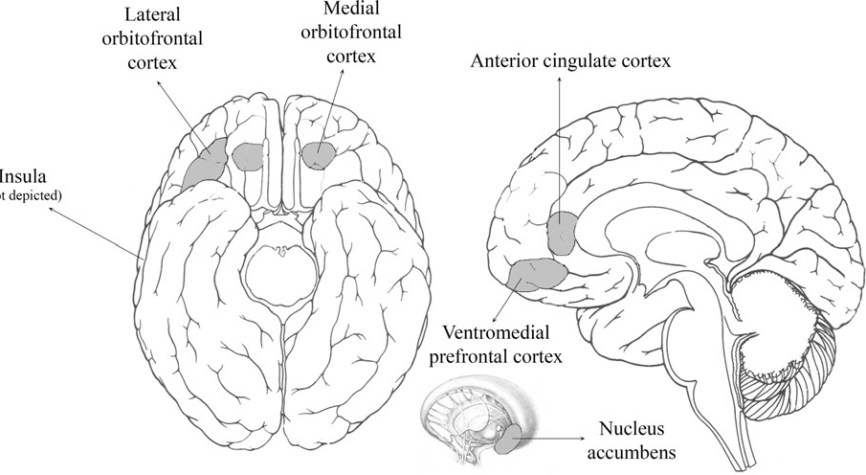 Lateral
orbitofrontal
cortex
Medial
orbitofrontal
cortex
Anterior cingulate cortex
Insula
depicted)
Ventromedial
prefrontal cortex
Nucleus
accumbens